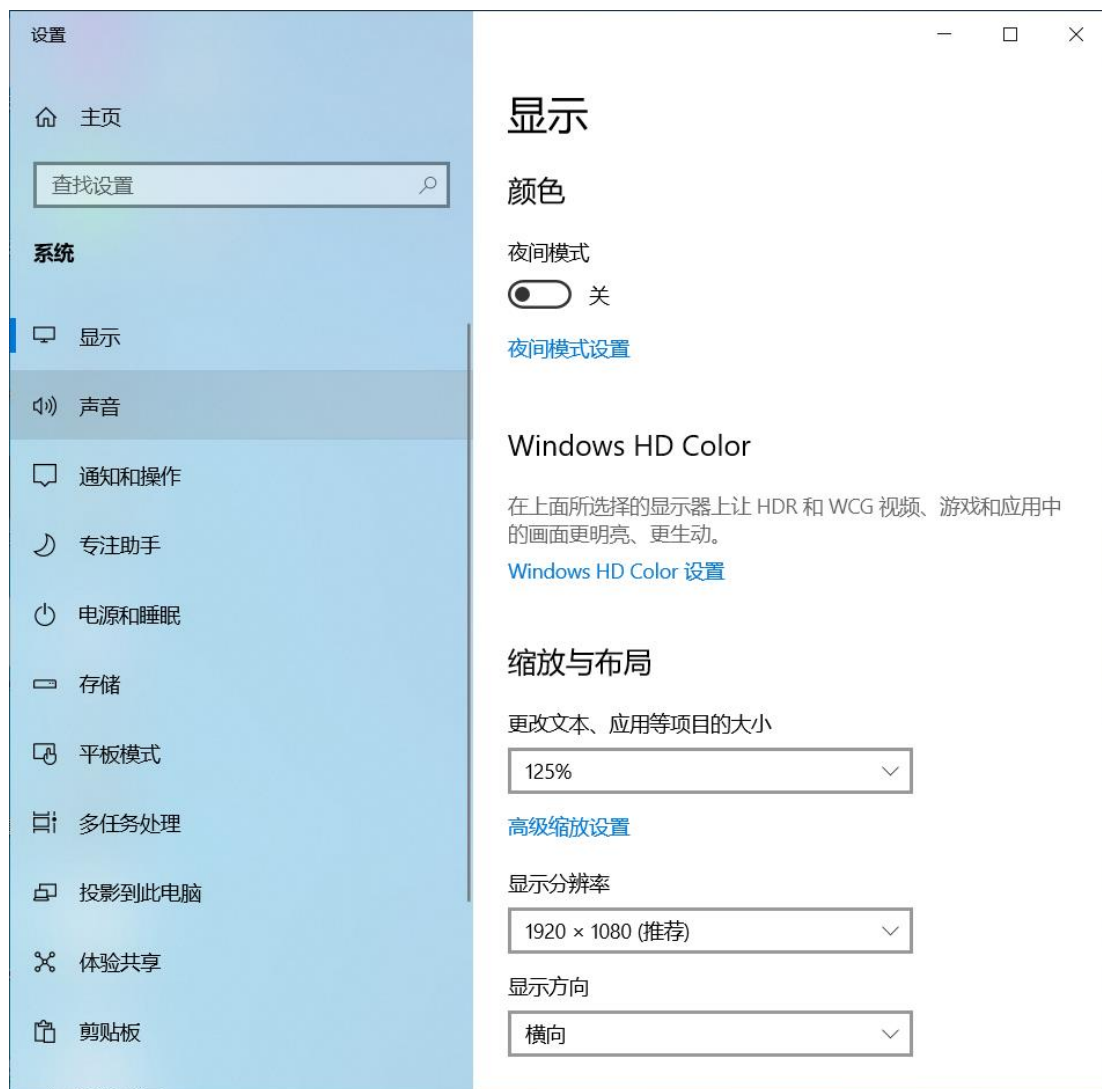 设置
主页
查找设置
系统
显示
声音
通知和操作
专注助手
电源和睡眠
存储
平板模式
多任务处理
投影到此电脑
体验共享
剪贴板
显示
颜色
夜间模式
关
夜间模式设置
Windows HD Color
在上面所选择的显示器上让 HDR 和 WCG 视频、游戏和应用中
的画面更明亮、更生动。
Windows HD Color 设置
缩放与布局
更改文本、应用等项目的大小
125%
高级缩放设置
显示分辨率
1920 × 1080 (推荐)
显示方向
横向